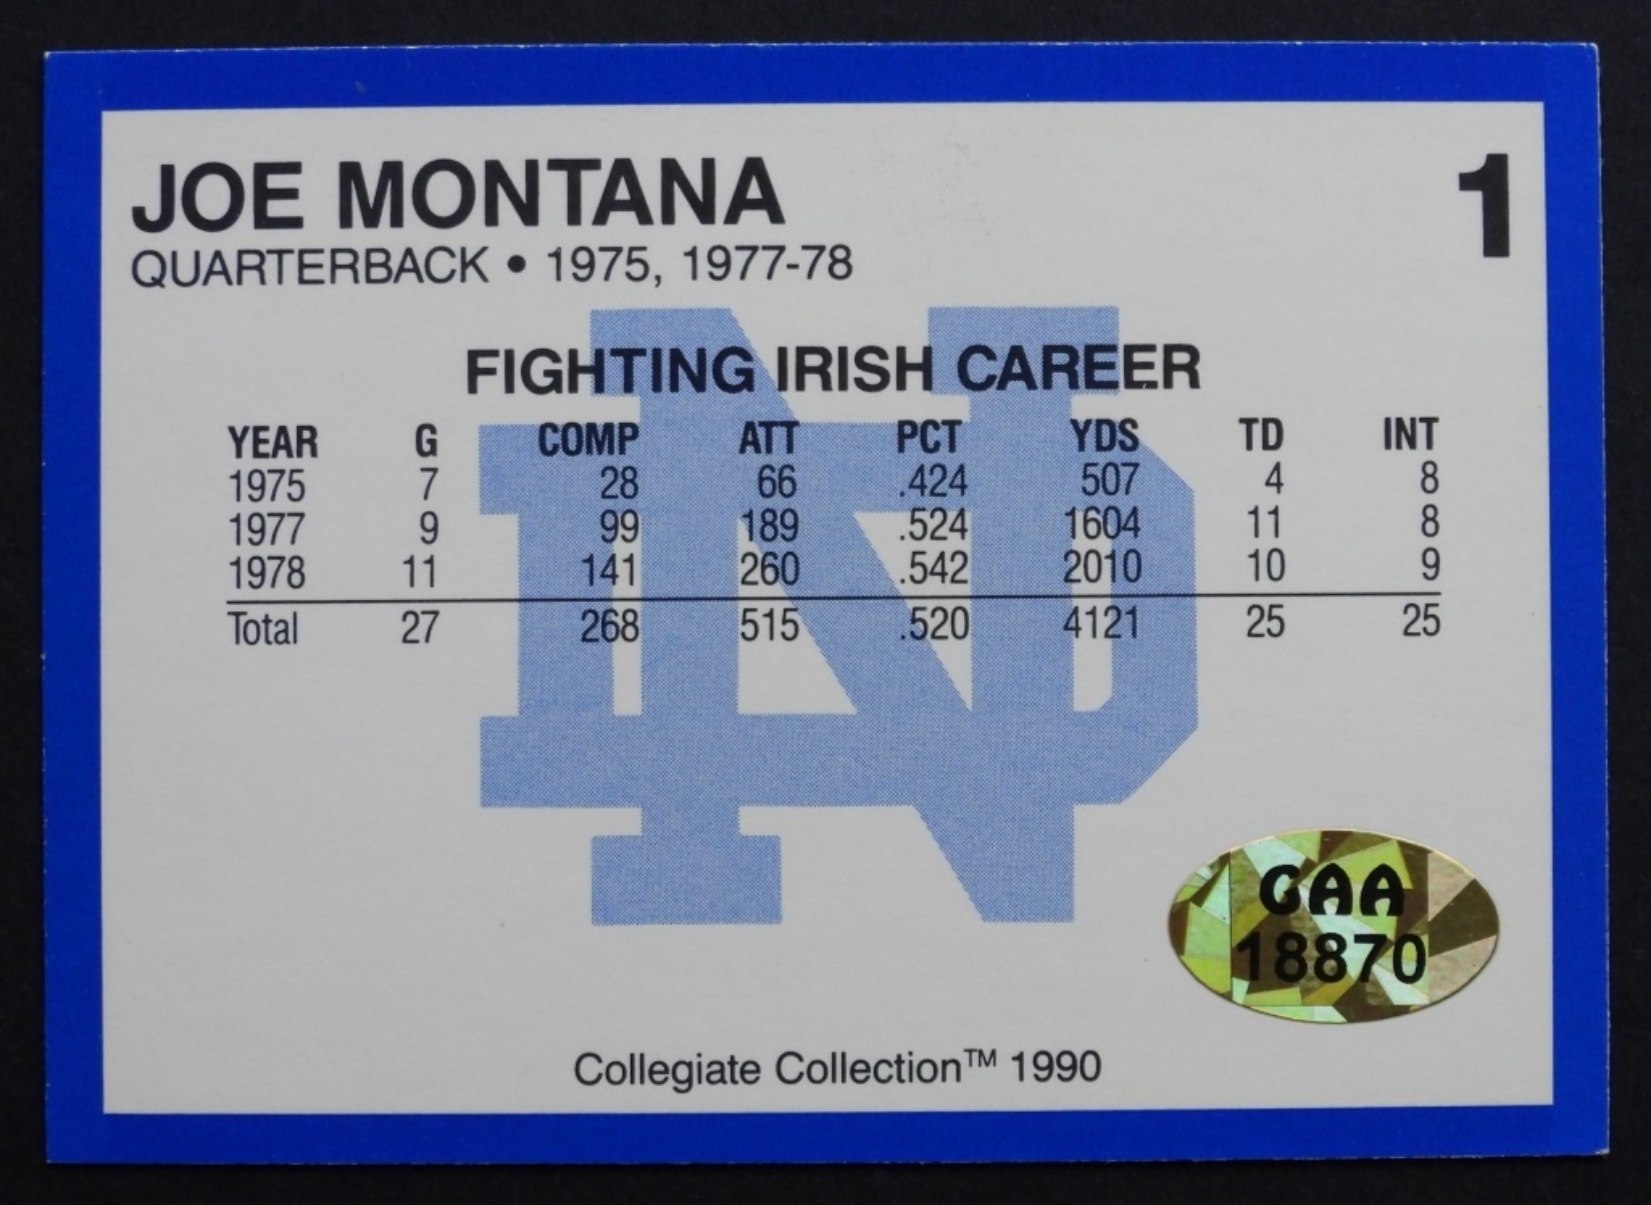 JOE MONTANA 1
QUARTERBACK • 1975, 1977-78
FIGHTING IRISH CAREER
YEAR G COMP ATT PCT YDS TD INT
1975 7 28 66 .424 507 4 8
1977 9 99 189 .524 1604 11 8
1978 11 141 260 .542 2010 10 9
Total 27 268 515 .520 4121 25 25
GAA
18870
Collegiate Collection™ 1990